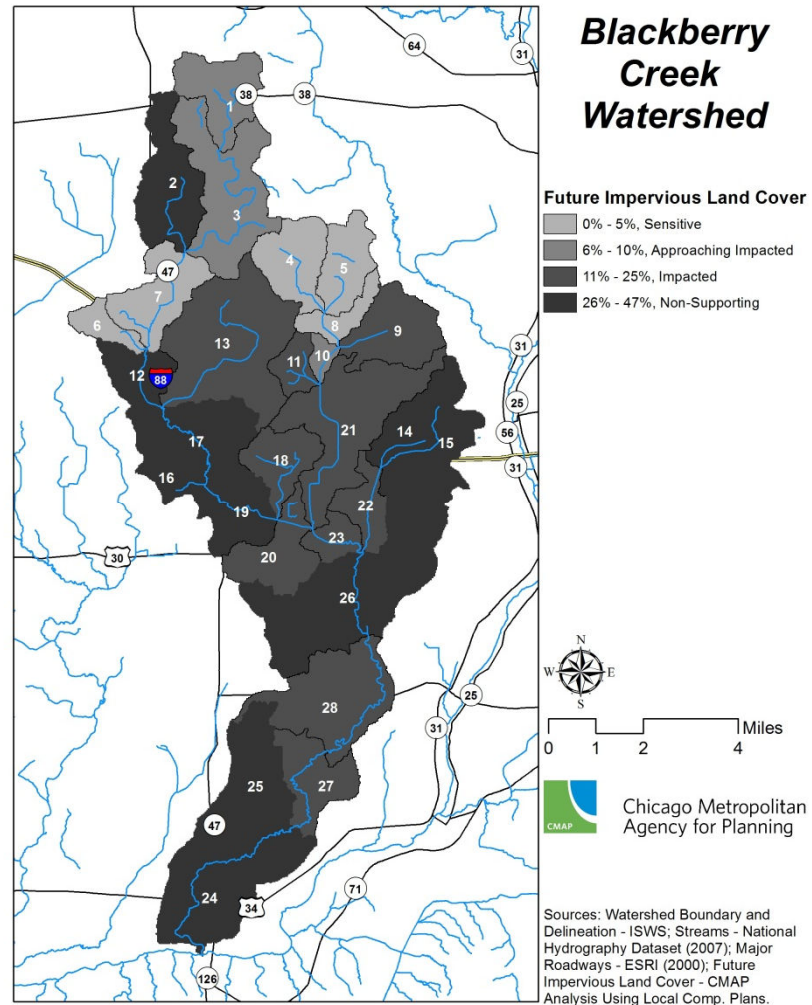 Blackberry
Creek
Watershed
Future Impervious Land Cover
0% - 5%, Sensitive
6% - 10%, Approaching Impacted
11% - 25%, Impacted
26% - 47%, Non-Supporting
64
31
38
38
1
2
3
47
4
5
7
6
8
9
13
10
11
12
88
31
25
56
31
21
14
15
17
18
16
19
22
23
20
30
26
N
W
E
S
25
31
28
0 1 2 4
Miles
25
27
47
CMAP
Chicago Metropolitan
Agency for Planning
24
34
71
126
Sources: Watershed Boundary and
Delineation - ISWS; Streams - National
Hydrography Dataset (2007); Major
Roadways - ESRI (2000); Future
Impervious Land Cover - CMAP
Analysis Using Local Comp. Plans.